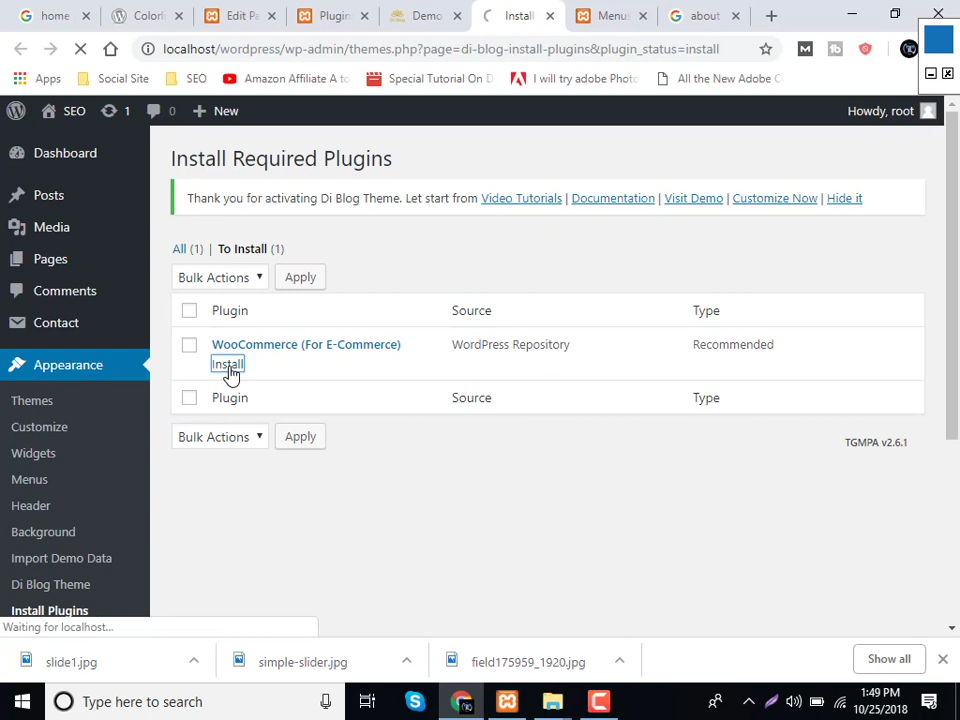 home
Colori
Edit Pa
Plugin
Demo
Install
Menus
about
localhost/wordpress/wp-admin/themes.php?page=di-blog-install-plugins&plugin_status=install
Apps
Social Site
SEO
Amazon Affiliate A to
Special Tutorial On D
I will try adobe Photo
All the New Adobe C
SEO
1
0
New
Howdy, root
Dashboard
Posts
Media
Pages
Comments
Contact
Appearance
Themes
Customize
Widgets
Menus
Header
Background
Import Demo Data
Di Blog Theme
Install Plugins
Install Required Plugins
Thank you for activating Di Blog Theme. Let start from Video Tutorials | Documentation | Visit Demo | Customize Now | Hide it
All (1) | To Install (1)
Bulk Actions
Apply
Plugin Source Type
WooCommerce (For E-Commerce) WordPress Repository Recommended
Install
Plugin Source Type
Bulk Actions
Apply
TGMPA v2.6.1
Waiting for localhost...
slide1.jpg
simple-slider.jpg
field175959_1920.jpg
Show all
Type here to search
1:49 PM
10/25/2018